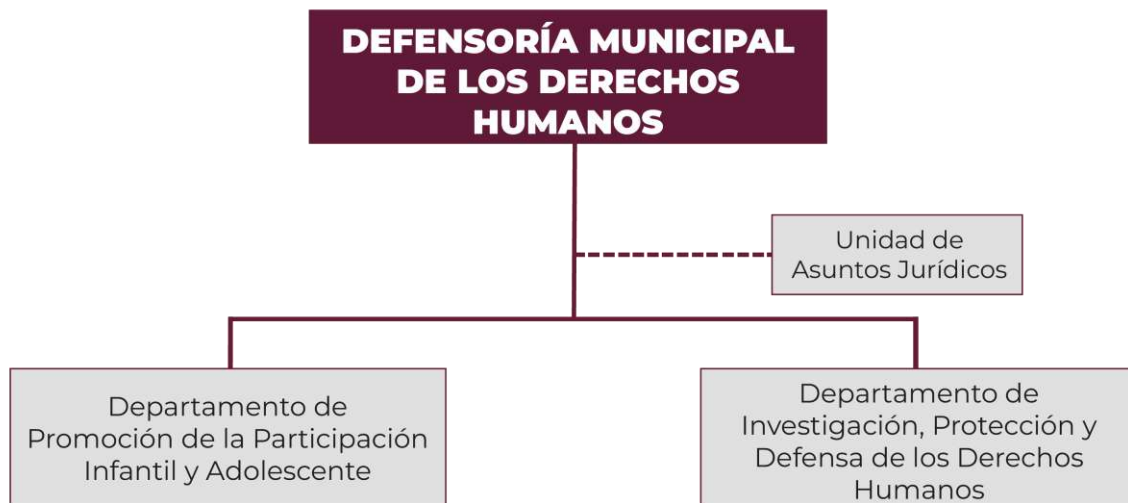 DEFENSORÍA MUNICIPAL
DE LOS DERECHOS
HUMANOS
Unidad de
Asuntos Jurídicos
Departamento de
Promoción de la Participación
Infantil y Adolescente
Departamento de
Investigación, Protección y
Defensa de los Derechos
Humanos